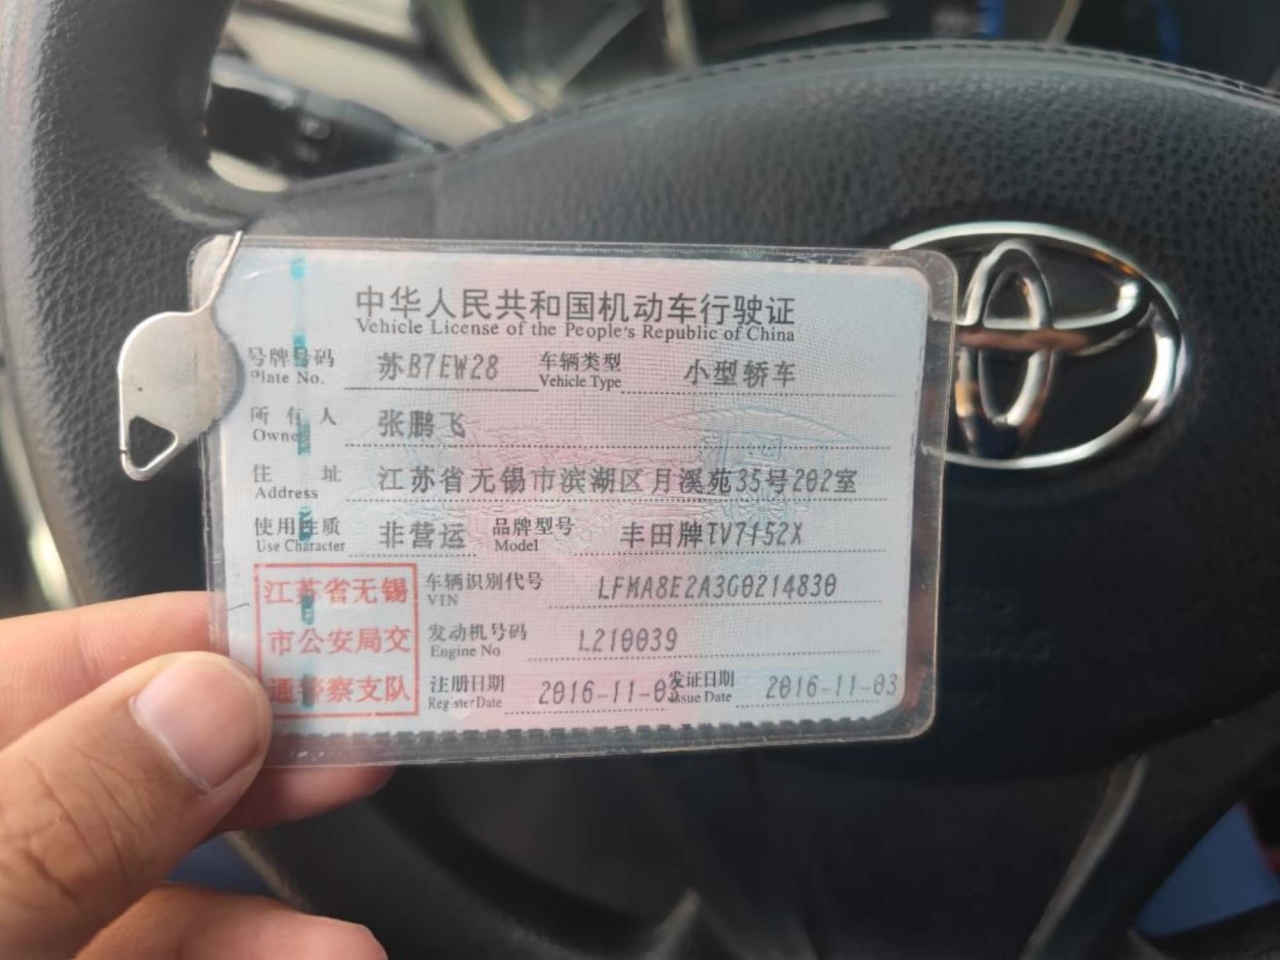 中华人民共和国机动车行驶证
Vehicle License of the People's Republic of China
号牌号码 苏B7EW28 车辆类型 小型轿车
Plate No. Vehicle Type
所有人 张鹏飞
Owner
住址 江苏省无锡市滨湖区月溪苑35号202室
Address
使用性质 非营运 品牌型号 丰田牌TV7152X
Use Character Model
江苏省无锡
市公安局交
通警察支队
车辆识别代号 LFMA8E2A3G0214830
VIN
发动机号码 L210039
Engine No
注册日期 2016-11-03 发证日期 2016-11-03
Register Date Issue Date